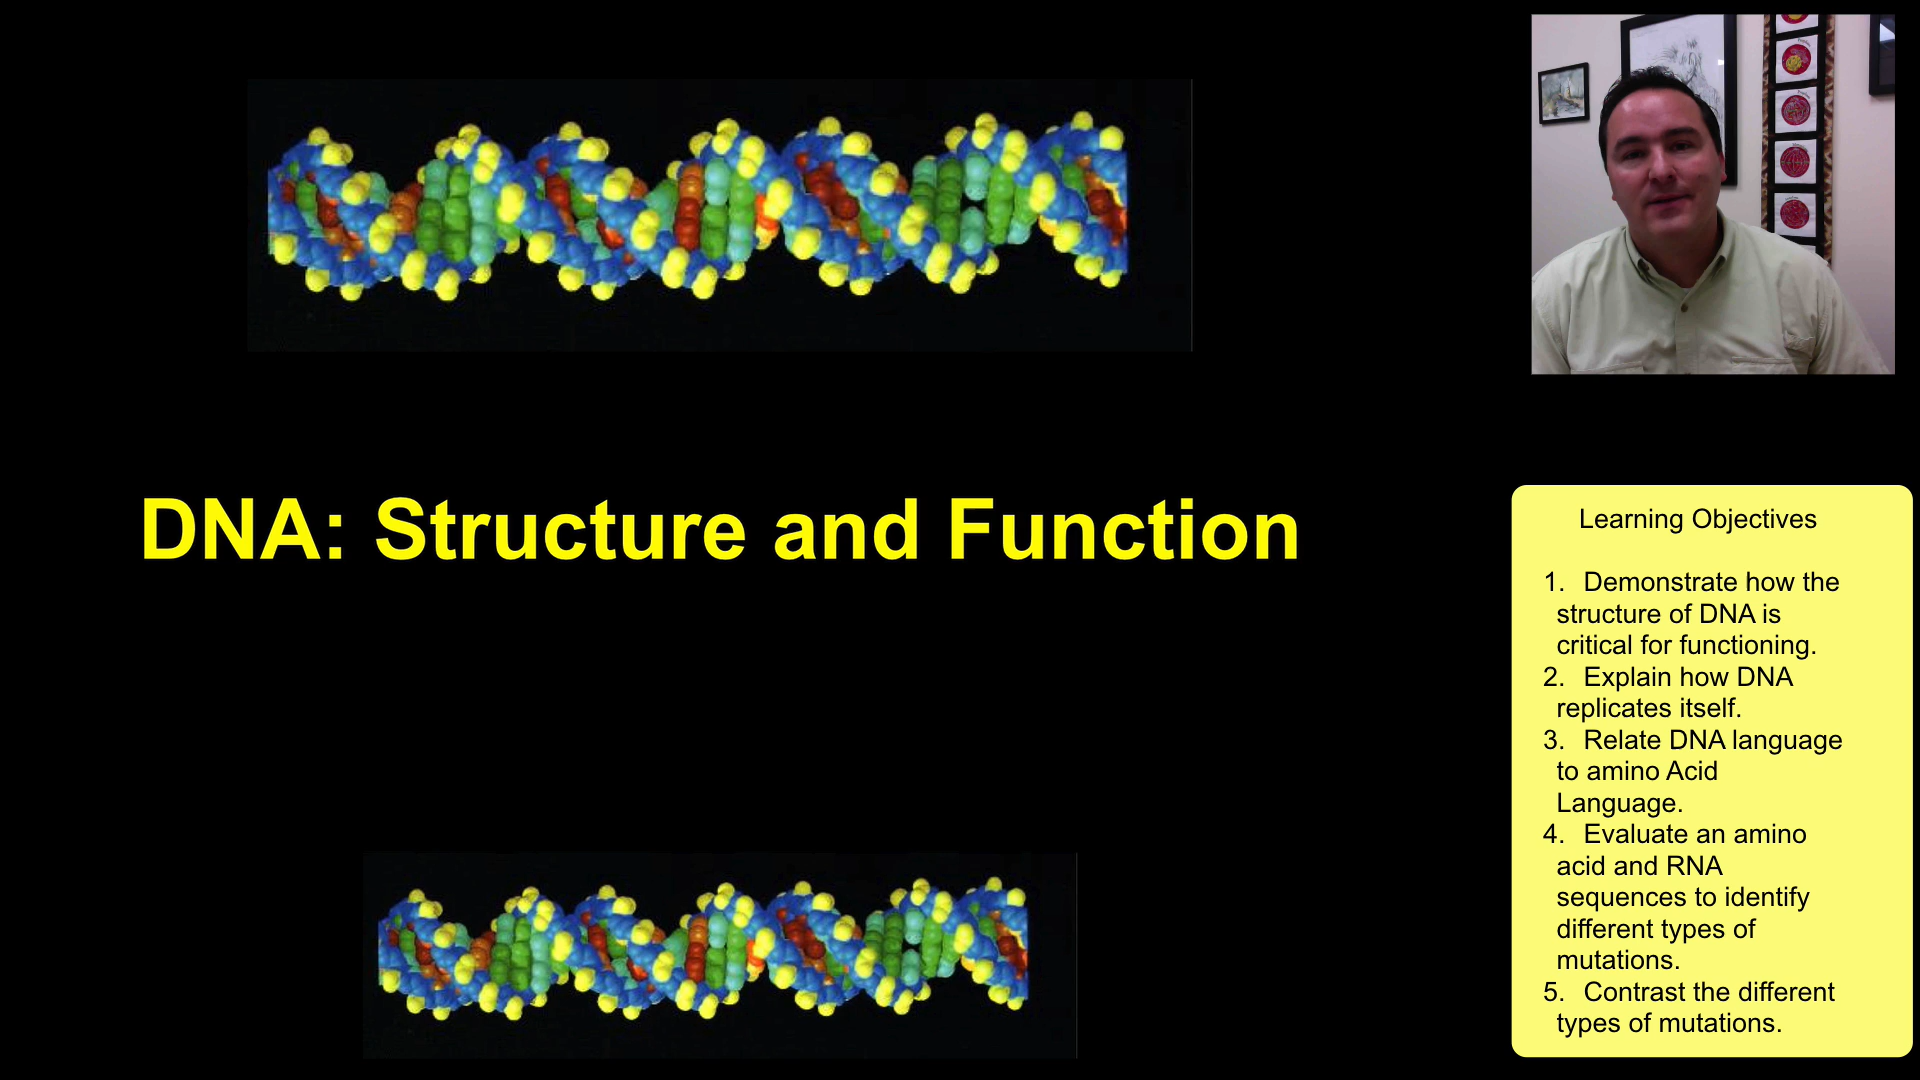 DNA: Structure and Function
Learning Objectives
1. Demonstrate how the
structure of DNA is
critical for functioning.
2. Explain how DNA
replicates itself.
3. Relate DNA language
to amino Acid
Language.
4. Evaluate an amino
acid and RNA
sequences to identify
different types of
mutations.
5. Contrast the different
types of mutations.